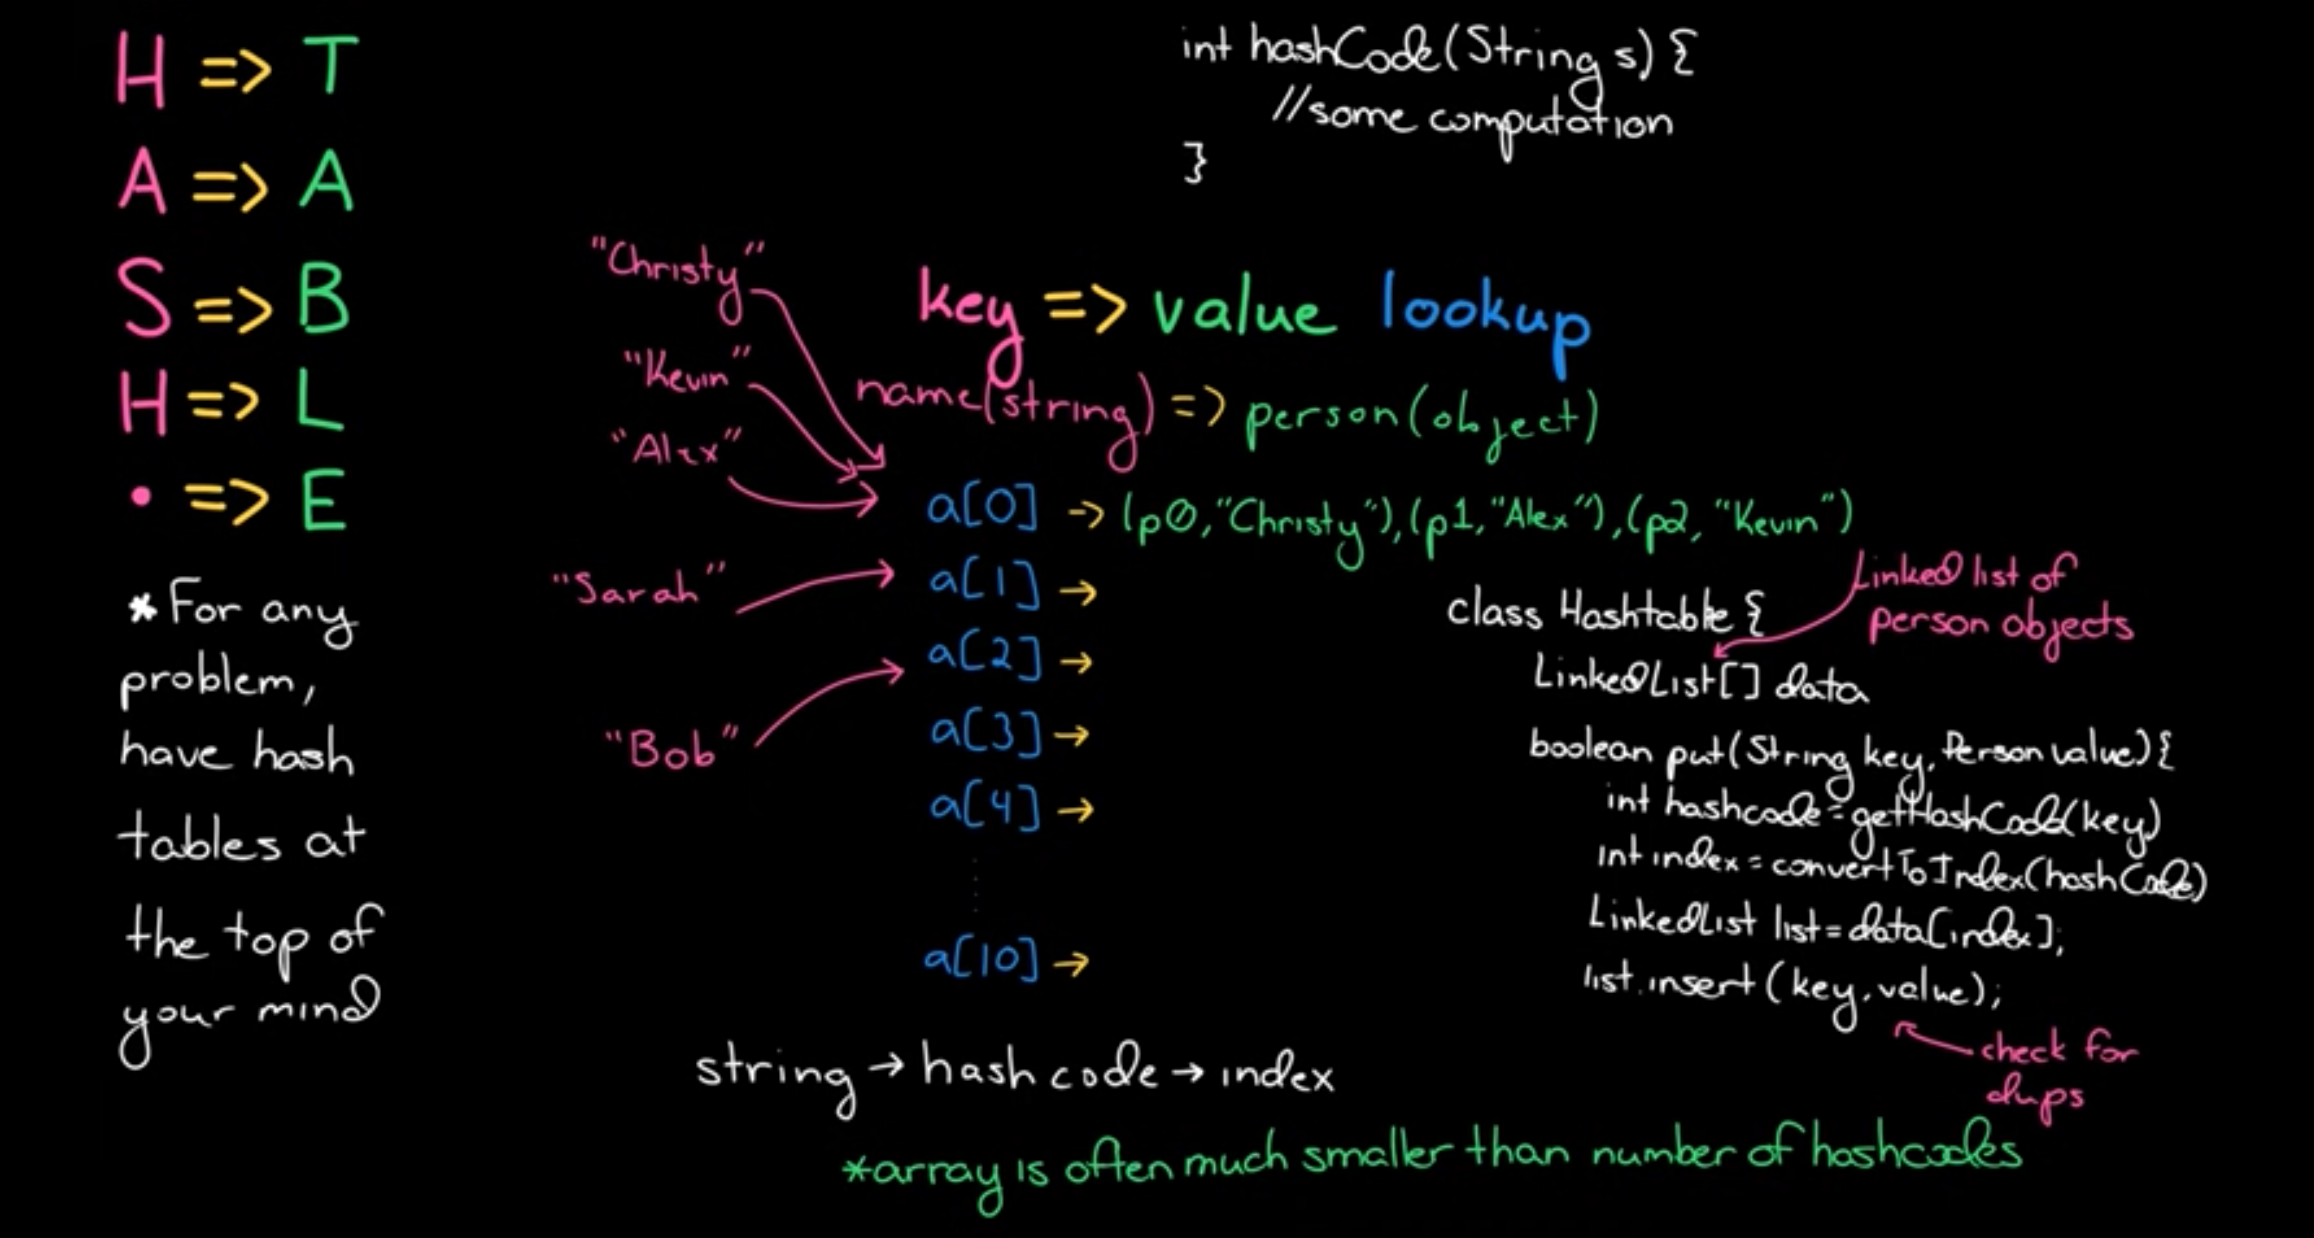 H => T
A => A
S => B
H => L
• => E
*For any
problem,
have hash
tables at
the top of
your mind
int hashCode(String s) {
//some computation
}
key => value lookup
name(string) => person(object)
"Christy"
"Kevin"
"Alex"
"Sarah"
"Bob"
a[0] -> (p0,"Christy"),(p1,"Alex"),(p2, "Kevin")
a[1] →
a[2] →
a[3] →
a[4] →
a[10] →
Linked list of
person objects
class Hashtable {
LinkedList[] data
boolean put(String key, Person value){
int hashcode = getHashCode(key)
int index = convertToIndex(hashCode)
LinkedList list = data[index];
list.insert(key, value);
check for
dups
string → hash code → index
*array is often much smaller than number of hashcodes